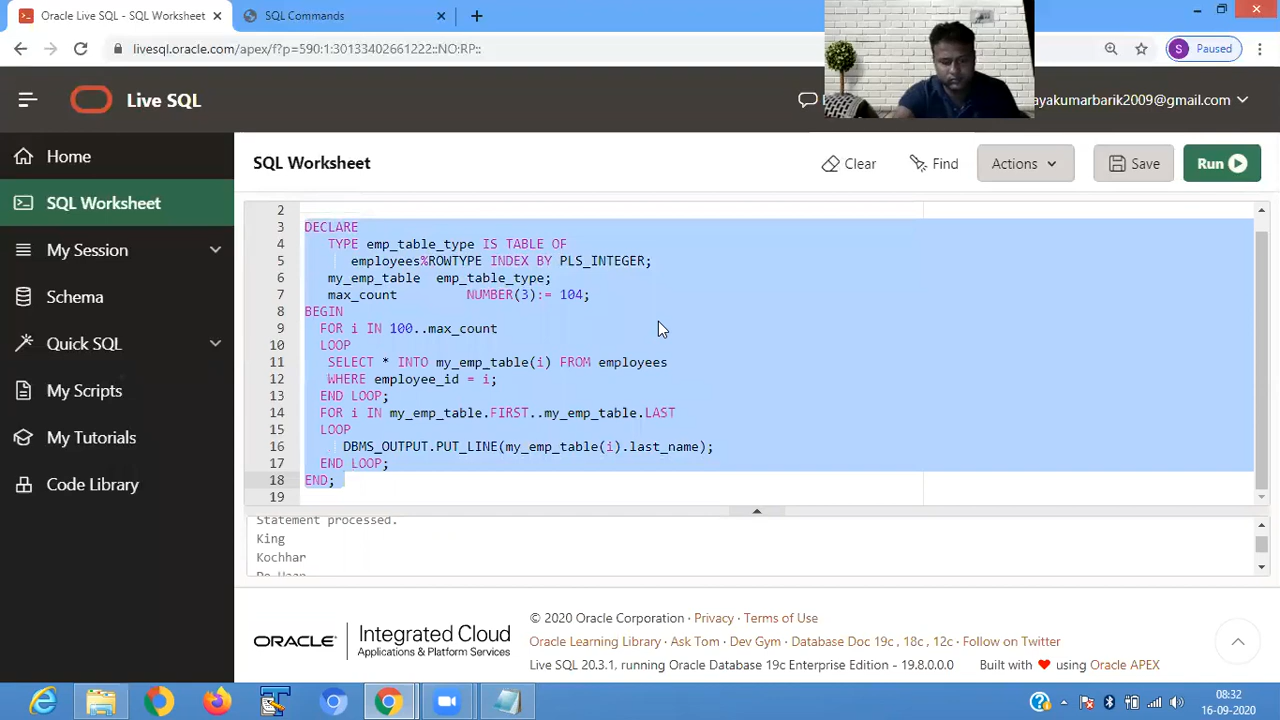 Oracle Live SQL - SQL Worksheet
SQL Commands
livesql.oracle.com/apex/f?p=590:1:130133402661222::NO:RP::
S Paused
Live SQL
ayakumarbarik2009@gmail.com
Home
SQL Worksheet
My Session
Schema
Quick SQL
My Scripts
My Tutorials
Code Library
SQL Worksheet
Clear
Find
Actions
Save
Run
2
3 DECLARE
4 TYPE emp_table_type IS TABLE OF
5 employees%ROWTYPE INDEX BY PLS_INTEGER;
6 my_emp_table emp_table_type;
7 max_count NUMBER(3):= 104;
8 BEGIN
9 FOR i IN 100..max_count
10 LOOP
11 SELECT * INTO my_emp_table(i) FROM employees
12 WHERE employee_id = i;
13 END LOOP;
14 FOR i IN my_emp_table.FIRST..my_emp_table.LAST
15 LOOP
16 DBMS_OUTPUT.PUT_LINE(my_emp_table(i).last_name);
17 END LOOP;
18 END;
19
Statement processed.
King
Kochhar
De Haan
ORACLE Integrated Cloud
Applications & Platform Services
© 2020 Oracle Corporation · Privacy · Terms of Use
Oracle Learning Library · Ask Tom · Dev Gym · Database Doc 19c, 18c, 12c · Follow on Twitter
Live SQL 20.3.1, running Oracle Database 19c Enterprise Edition - 19.8.0.0.0 Built with ❤ using Oracle APEX
08:32
16-09-2020